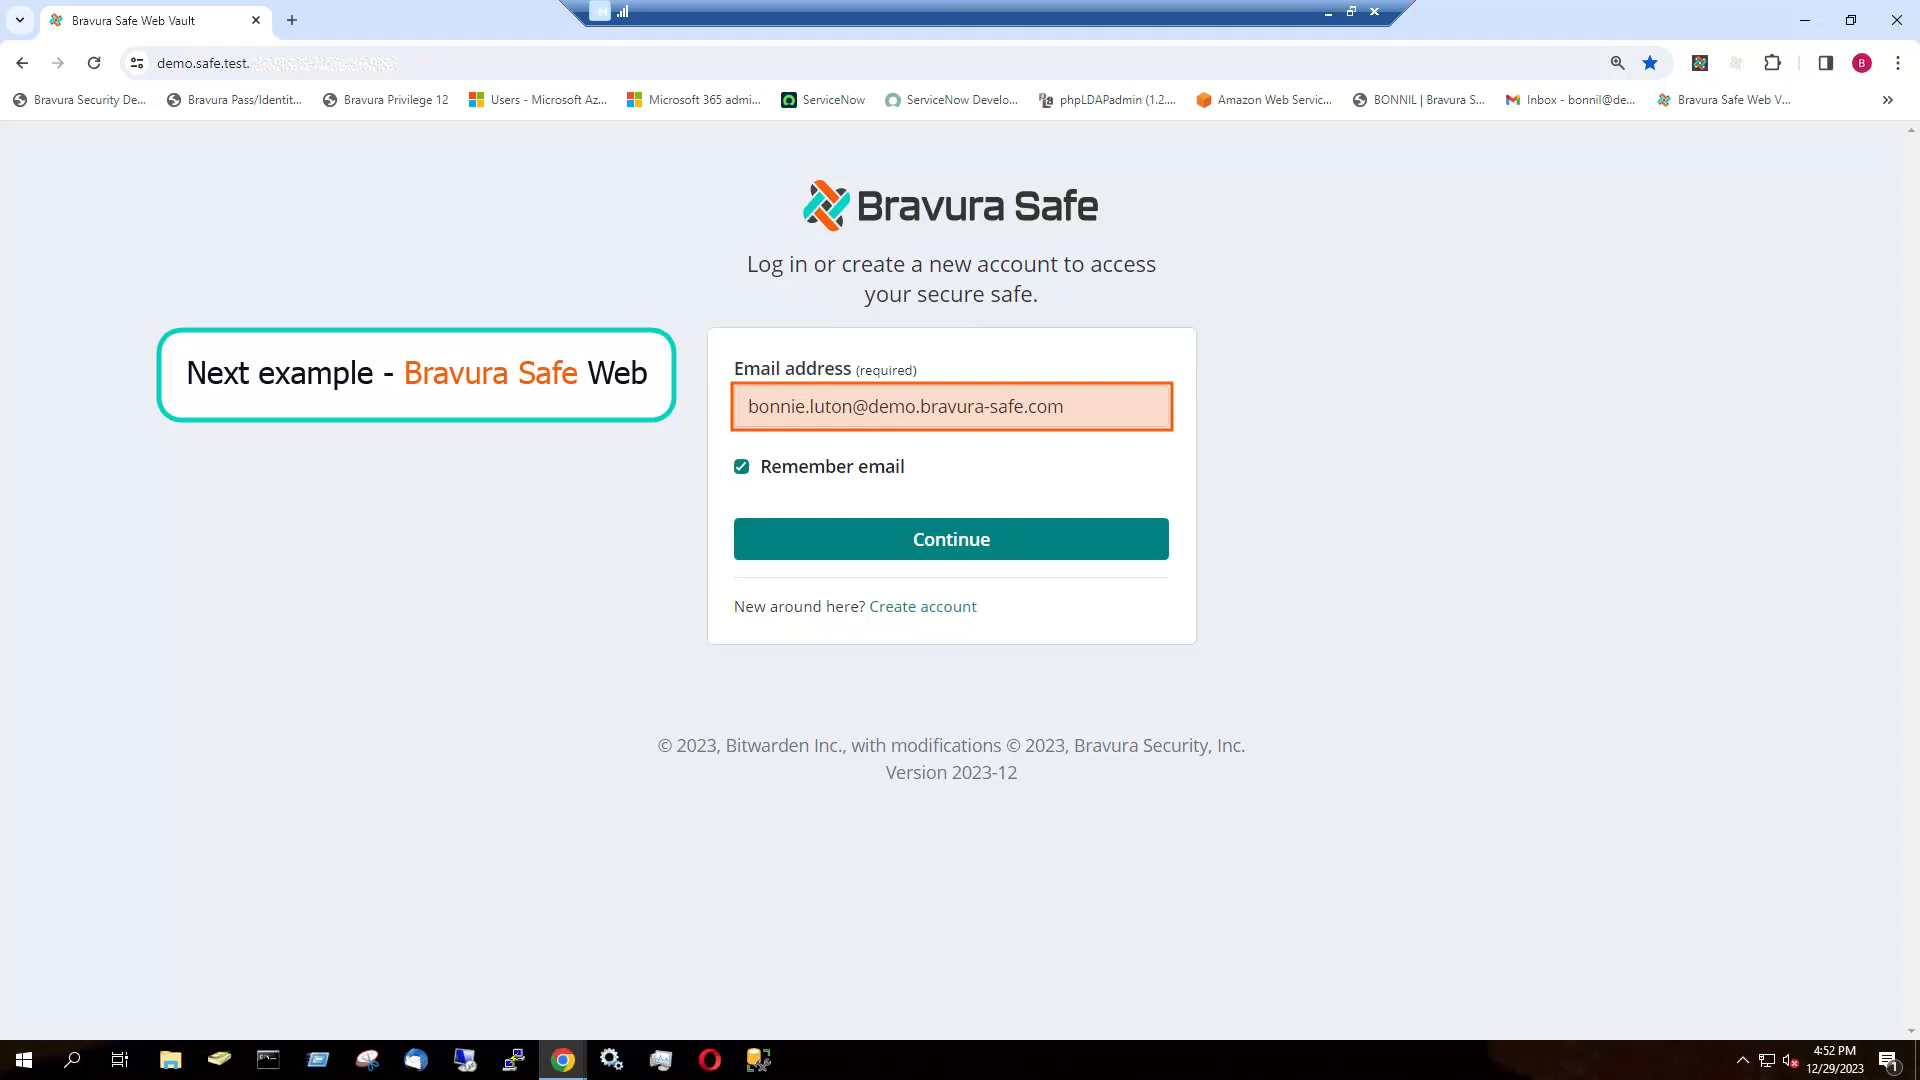 Bravura Safe Web Vault
demo.safe.test.
B
Bravura Security De...
Bravura Pass/Identit...
Bravura Privilege 12
Users - Microsoft Az...
Microsoft 365 admi...
ServiceNow
ServiceNow Develo...
phpLDAPadmin (1.2....
Amazon Web Servic...
BONNIL | Bravura S...
Inbox - bonnil@de...
Bravura Safe Web V...
Bravura Safe
Log in or create a new account to access
your secure safe.
Next example - Bravura Safe Web
Email address (required)
bonnie.luton@demo.bravura-safe.com
Remember email
Continue
New around here? Create account
© 2023, Bitwarden Inc., with modifications © 2023, Bravura Security, Inc.
Version 2023-12
4:52 PM
12/29/2023
1